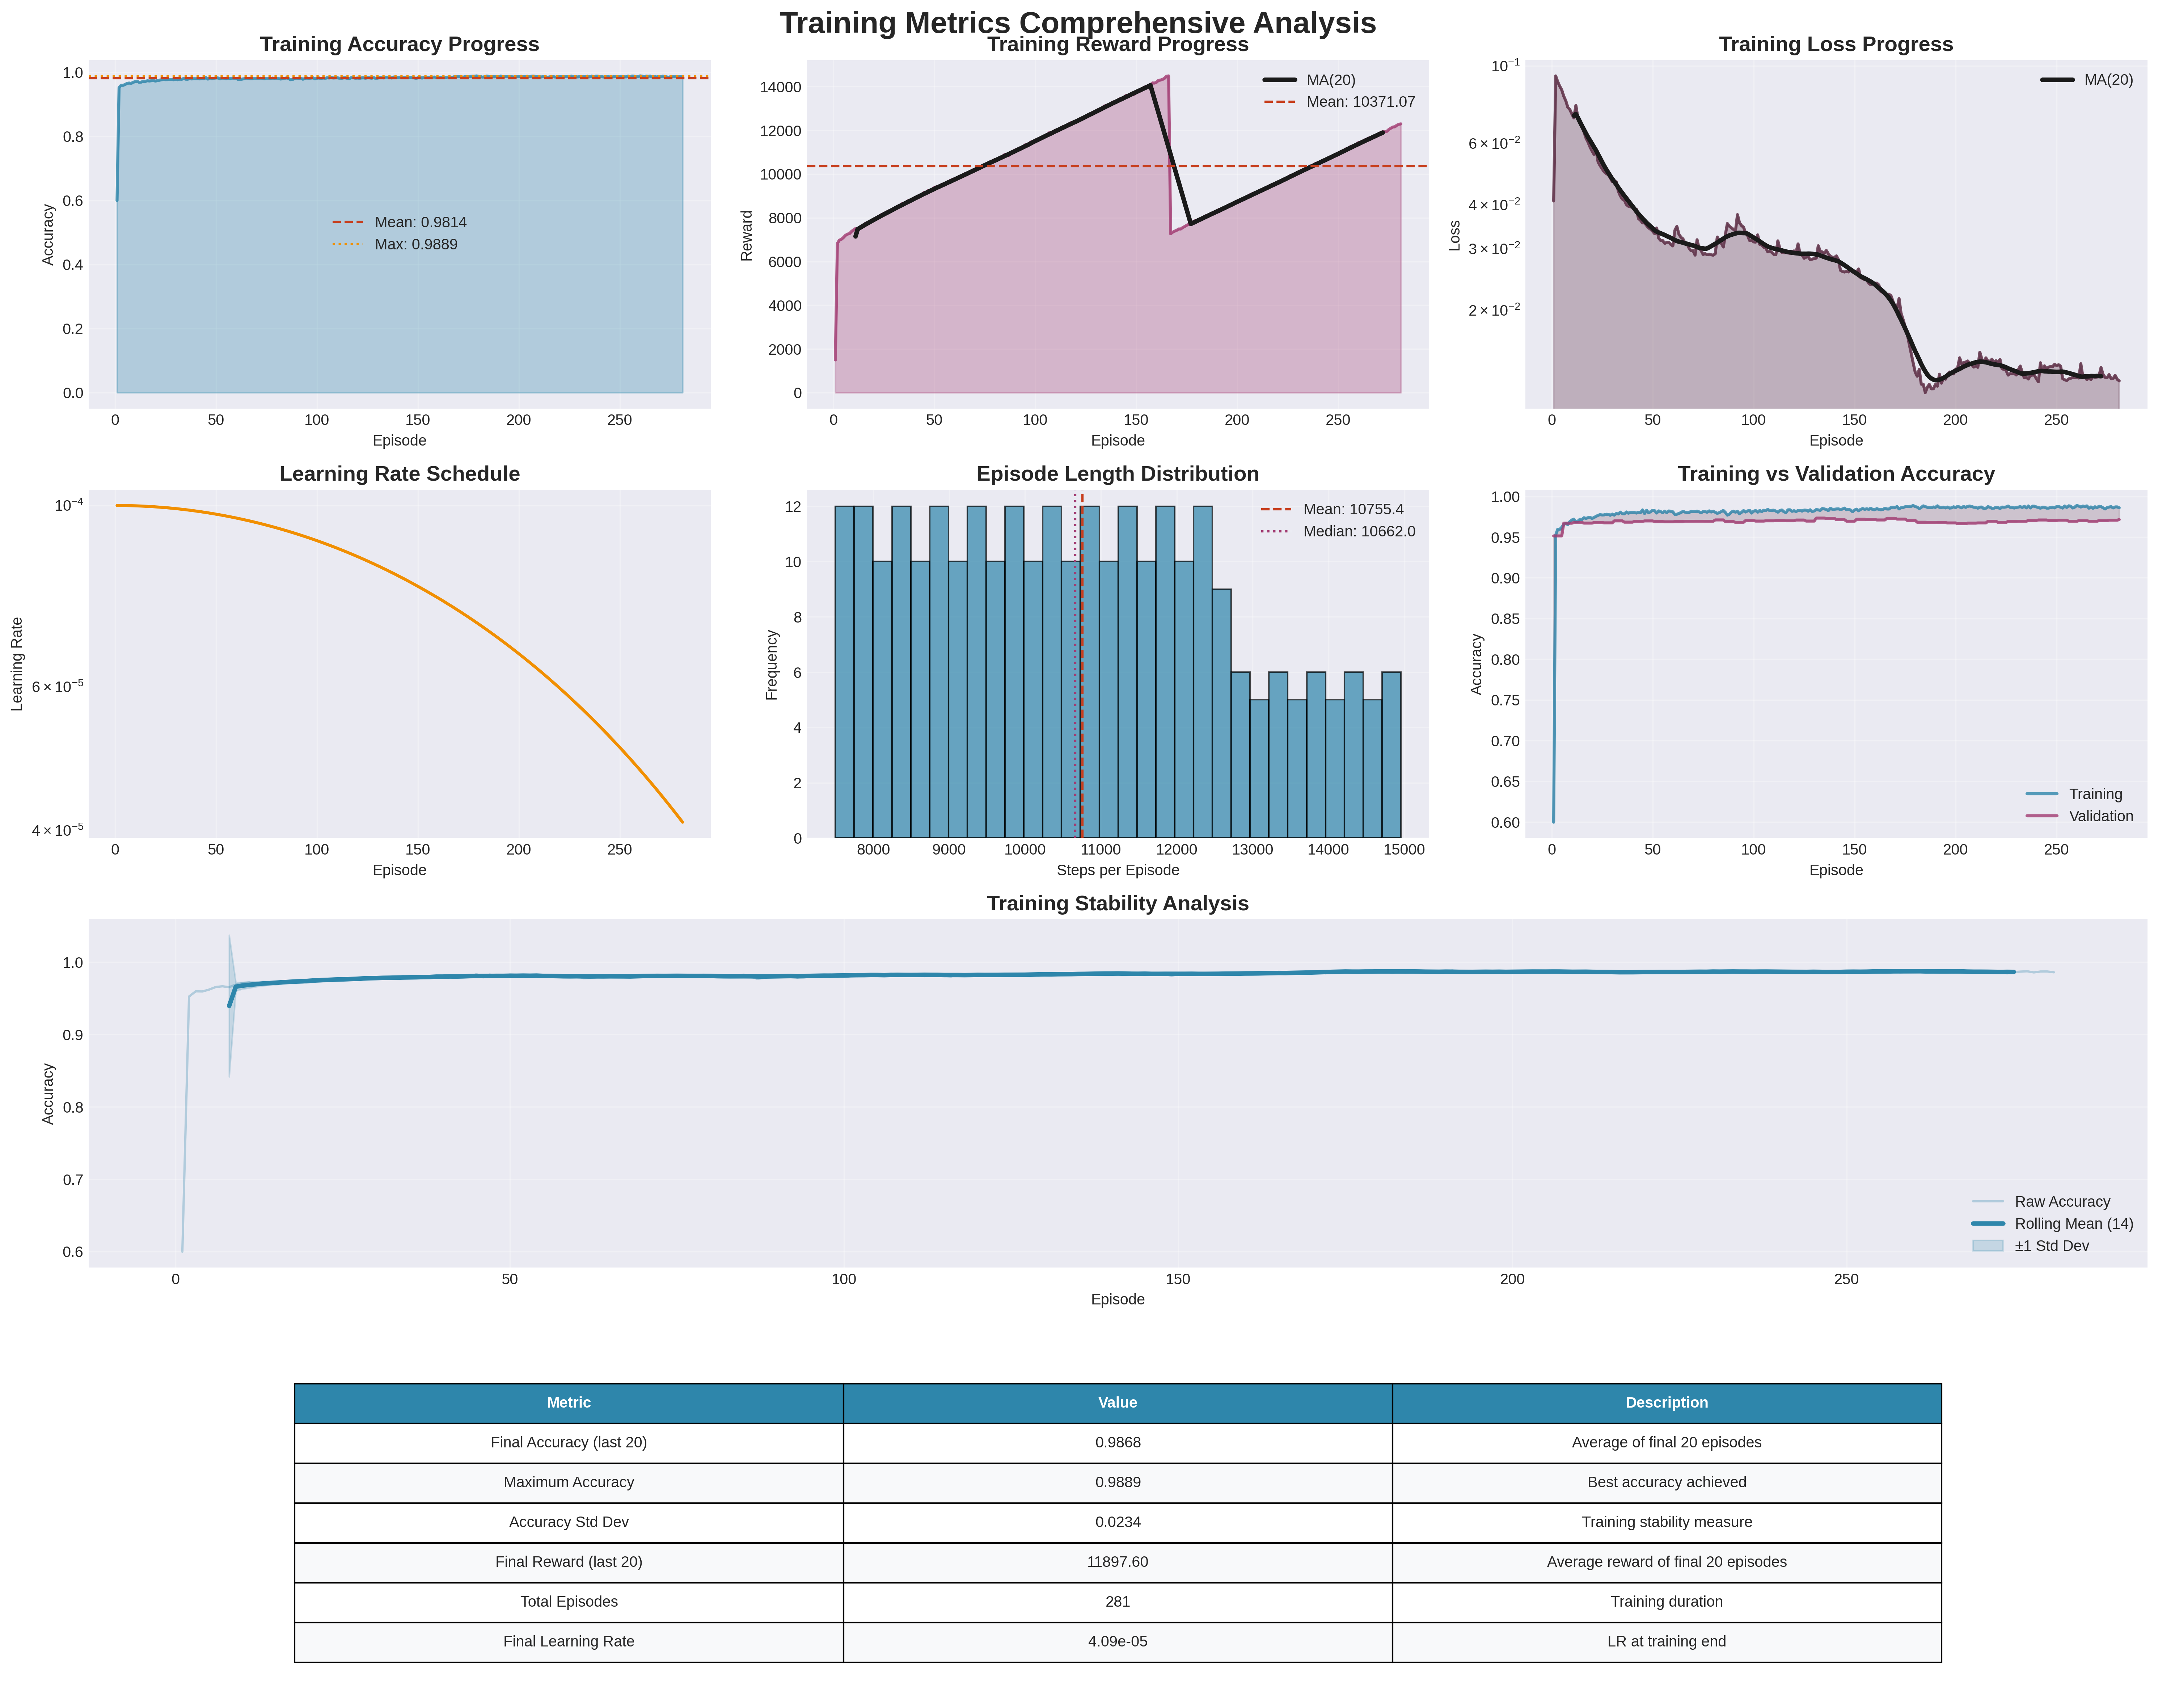 Training Metrics Comprehensive Analysis
Training Accuracy Progress
Accuracy
1.0
0.8
0.6
0.4
0.2
0.0
Mean: 0.9814
Max: 0.9889
0 50 100 150 200 250
Episode
Training Reward Progress
Reward
14000
12000
10000
8000
6000
4000
2000
0
MA(20)
Mean: 10371.07
0 50 100 150 200 250
Episode
Training Loss Progress
Loss
10⁻¹
6 × 10⁻²
4 × 10⁻²
3 × 10⁻²
2 × 10⁻²
MA(20)
0 50 100 150 200 250
Episode
Learning Rate Schedule
Learning Rate
10⁻⁴
6 × 10⁻⁵
4 × 10⁻⁵
0 50 100 150 200 250
Episode
Episode Length Distribution
Frequency
12
10
8
6
4
2
0
Mean: 10755.4
Median: 10662.0
8000 9000 10000 11000 12000 13000 14000 15000
Steps per Episode
Training vs Validation Accuracy
Accuracy
1.00
0.95
0.90
0.85
0.80
0.75
0.70
0.65
0.60
Training
Validation
0 50 100 150 200 250
Episode
Training Stability Analysis
Accuracy
1.0
0.9
0.8
0.7
0.6
Raw Accuracy
Rolling Mean (14)
±1 Std Dev
0 50 100 150 200 250
Episode
Metric Value Description
Final Accuracy (last 20) 0.9868 Average of final 20 episodes
Maximum Accuracy 0.9889 Best accuracy achieved
Accuracy Std Dev 0.0234 Training stability measure
Final Reward (last 20) 11897.60 Average reward of final 20 episodes
Total Episodes 281 Training duration
Final Learning Rate 4.09e-05 LR at training end